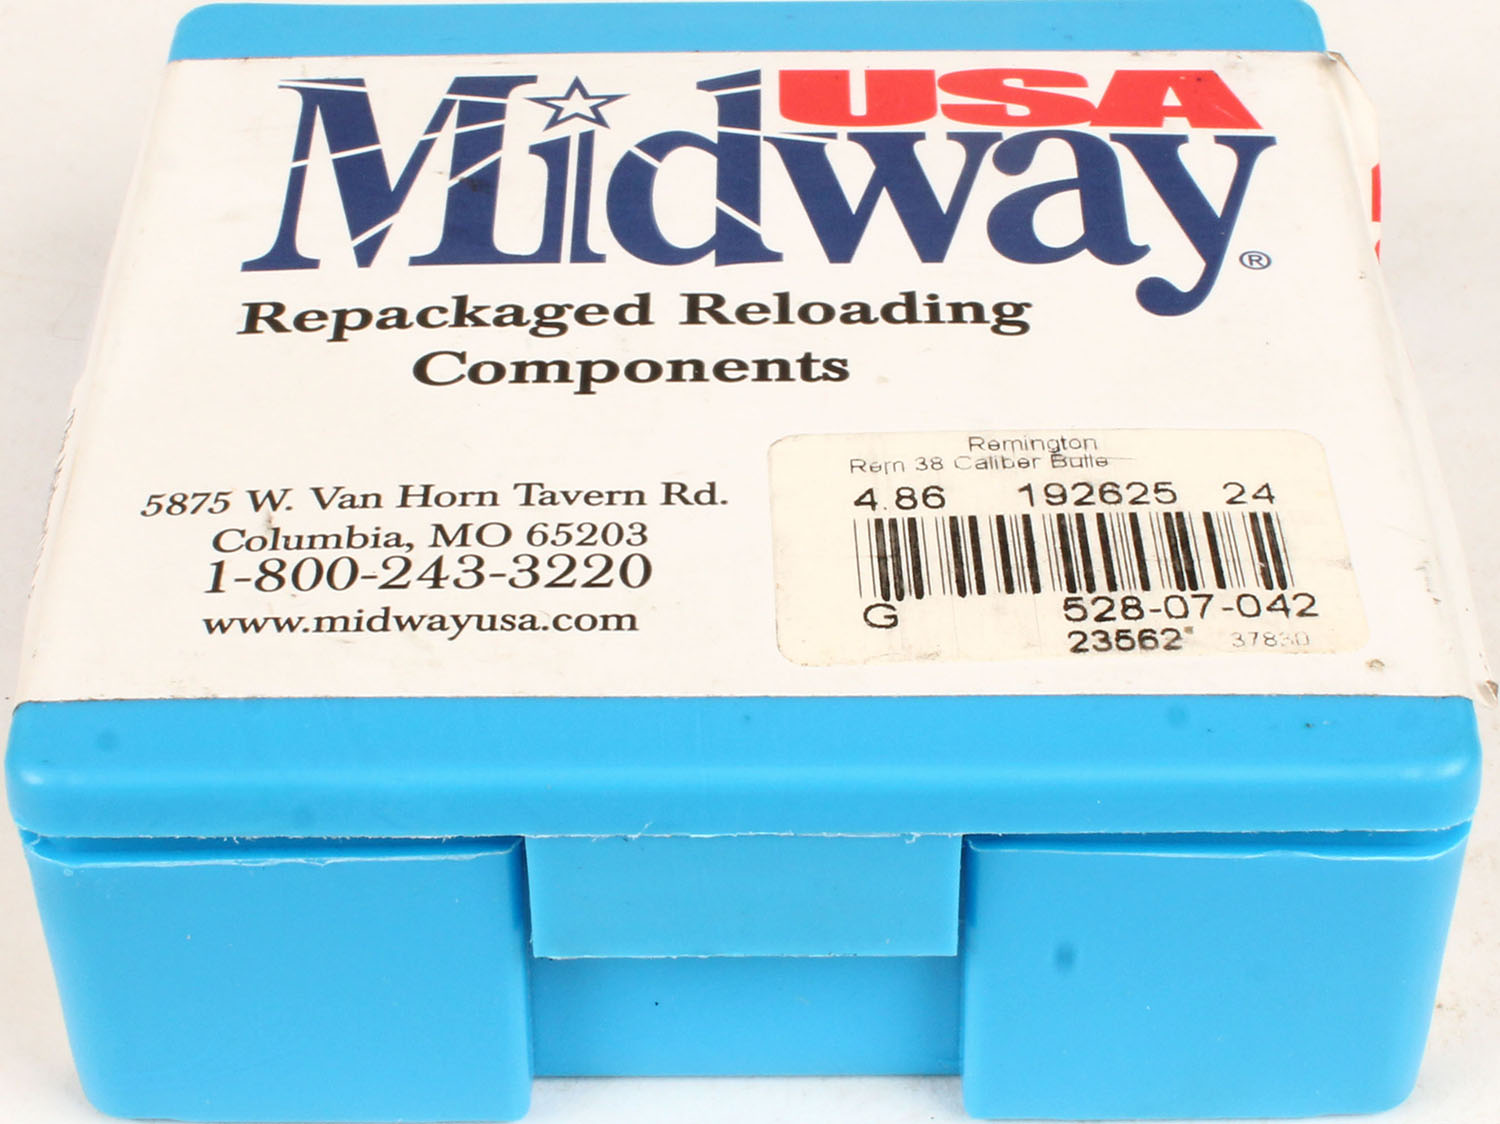 Midway USA ®
Repackaged Reloading
Components
5875 W. Van Horn Tavern Rd.
Columbia, MO 65203
1-800-243-3220
www.midwayusa.com
Remington
Rem 38 Caliber Bulle
4.86 192625 24
G 528-07-042
23562 37830